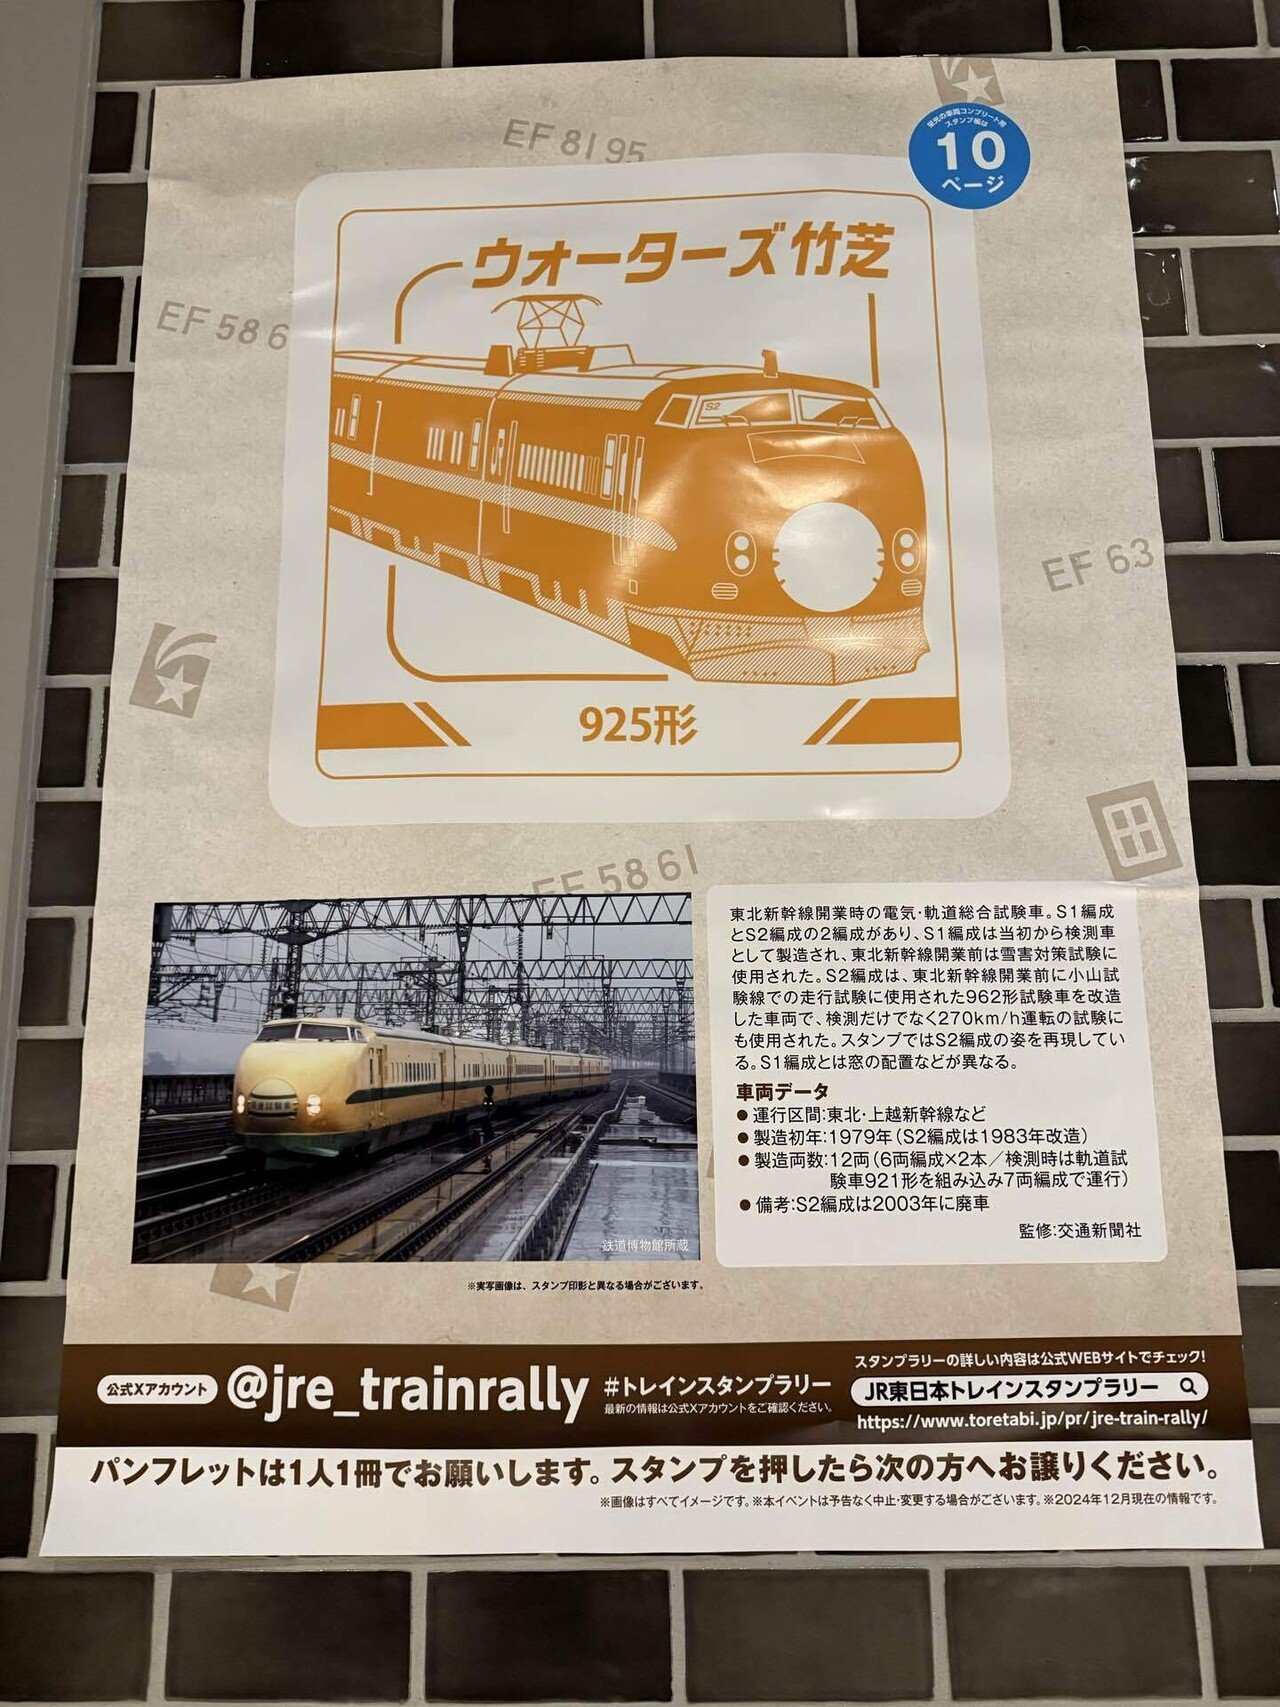 栄光の車両コンプリート用
スタンプ帳は
10
ページ
EF 81 95
ウォーターズ竹芝
EF 58 6
S2
JR
EF 63
925形
EF 58 61
東北新幹線開業時の電気・軌道総合試験車。S1編成
とS2編成の2編成があり、S1編成は当初から検測車
として製造され、東北新幹線開業前は雪害対策試験に
使用された。S2編成は、東北新幹線開業前に小山試
験線での走行試験に使用された962形試験車を改造
した車両で、検測だけでなく270km/h運転の試験に
も使用された。スタンプではS2編成の姿を再現してい
る。S1編成とは窓の配置などが異なる。
車両データ
● 運行区間：東北・上越新幹線など
● 製造初年：1979年（S2編成は1983年改造）
● 製造両数：12両（6両編成×2本／検測時は軌道試
験車921形を組み込み7両編成で運行）
● 備考：S2編成は2003年に廃車
監修：交通新聞社
鉄道博物館所蔵
※実写画像は、スタンプ印影と異なる場合がございます。
公式Xアカウント @jre_trainrally #トレインスタンプラリー
最新の情報は公式Xアカウントをご確認ください。
スタンプラリーの詳しい内容は公式WEBサイトでチェック!
JR東日本トレインスタンプラリー
https://www.toretabi.jp/pr/jre-train-rally/
パンフレットは1人1冊でお願いします。スタンプを押したら次の方へお譲りください。
※画像はすべてイメージです。※本イベントは予告なく中止・変更する場合がございます。※2024年12月現在の情報です。